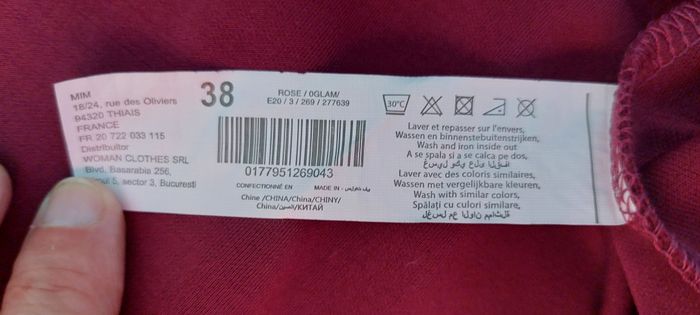 MIM
18/24, rue des Oliviers
94320 THIAIS
FRANCE
FR 20 722 033 115
Distribuitor
WOMAN CLOTHES SRL
Blvd. Basarabia 256,
5, sector 3, Bucuresti
38
ROSE / 0GLAM/
E20 / 3 / 269 / 277639
0177951269043
CONFECTIONNÉ EN MADE IN - صنع في
Chine /CHINA/China/CHINY/
China/الصين/КИТАЙ
30°C
Laver et repasser sur l'envers,
Wassen en binnenstebuitenstrijken,
Wash and iron inside out
A se spala si a se calca pe dos,
Laver avec des coloris similaires,
Wassen met vergelijkbare kleuren,
Wash with similar colors,
Spălați cu culori similare,